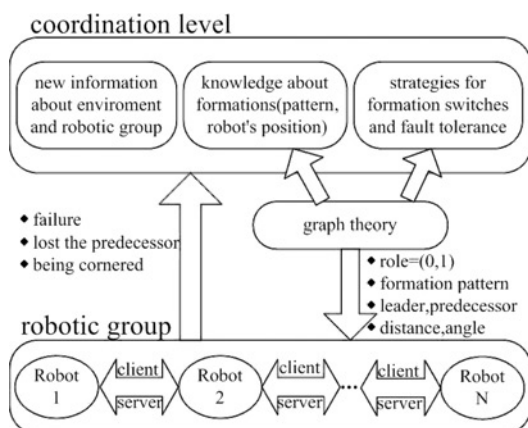 coordination level
new information
about enviroment
and robotic group
knowledge about
formations(pattern,
robot's position)
strategies for
formation switches
and fault tolerance
graph theory
◆ failure
◆ lost the predecessor
◆ being cornered
◆ role=(0,1)
◆ formation pattern
◆ leader,predecessor
◆ distance,angle
robotic group
Robot
1
client
server
Robot
2
client
server
...
client
server
Robot
N